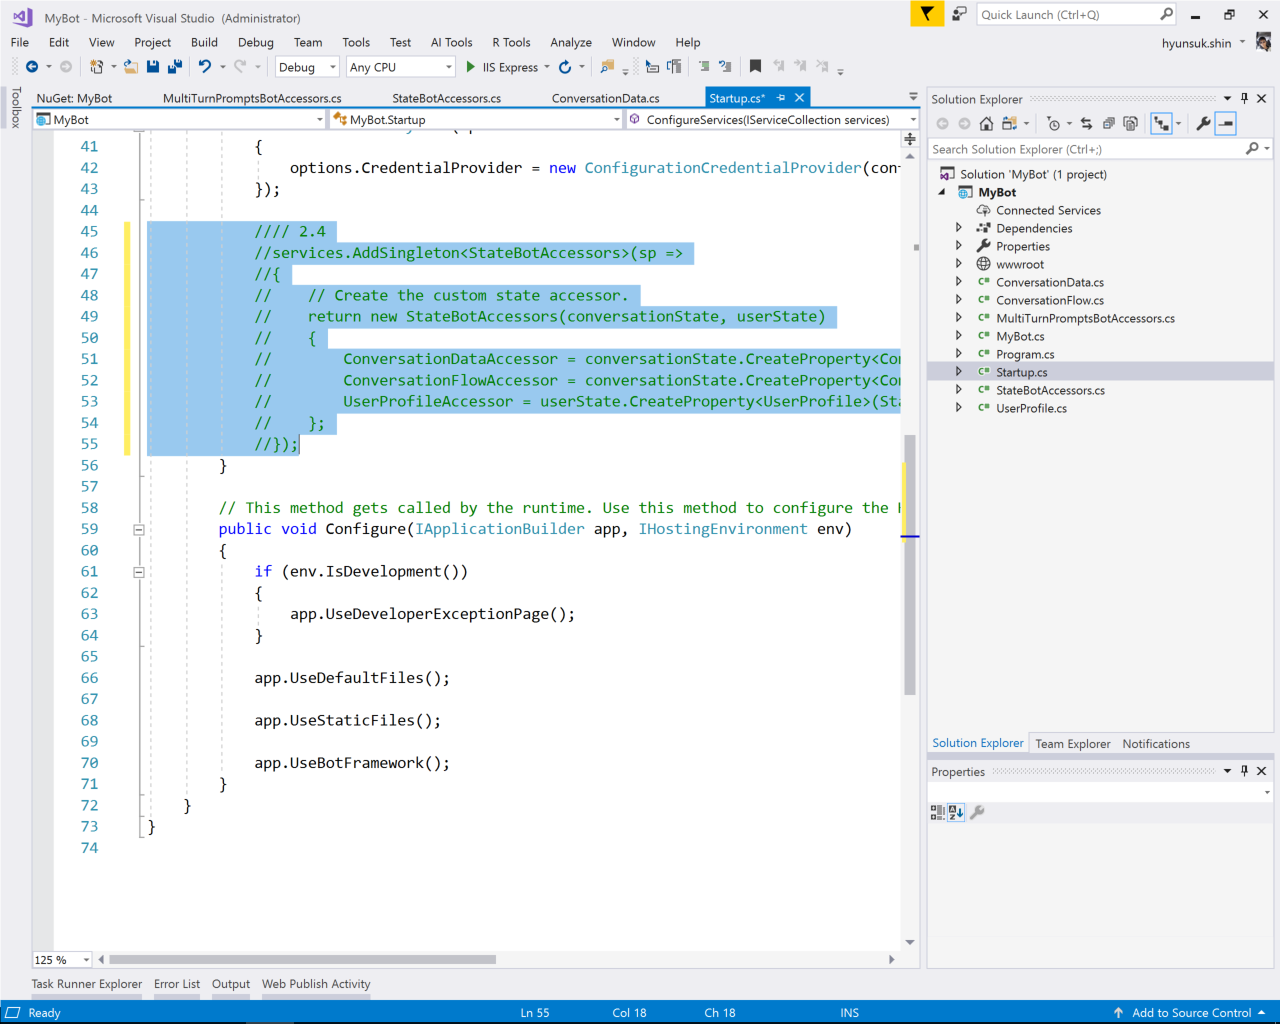 MyBot - Microsoft Visual Studio (Administrator)
Quick Launch (Ctrl+Q)
File Edit View Project Build Debug Team Tools Test AI Tools R Tools Analyze Window Help
hyunsuk.shin
Debug Any CPU IIS Express
Toolbox
NuGet: MyBot MultiTurnPromptsBotAccessors.cs StateBotAccessors.cs ConversationData.cs Startup.cs*
MyBot MyBot.Startup ConfigureServices(IServiceCollection services)
41 {
42 options.CredentialProvider = new ConfigurationCredentialProvider(con
43 });
44
45 //// 2.4
46 //services.AddSingleton<StateBotAccessors>(sp =>
47 //{
48 // // Create the custom state accessor.
49 // return new StateBotAccessors(conversationState, userState)
50 // {
51 // ConversationDataAccessor = conversationState.CreateProperty<Con
52 // ConversationFlowAccessor = conversationState.CreateProperty<Con
53 // UserProfileAccessor = userState.CreateProperty<UserProfile>(Sta
54 // };
55 //});
56 }
57
58 // This method gets called by the runtime. Use this method to configure the H
59 public void Configure(IApplicationBuilder app, IHostingEnvironment env)
60 {
61 if (env.IsDevelopment())
62 {
63 app.UseDeveloperExceptionPage();
64 }
65
66 app.UseDefaultFiles();
67
68 app.UseStaticFiles();
69
70 app.UseBotFramework();
71 }
72 }
73 }
74
125 %
Solution Explorer
Search Solution Explorer (Ctrl+;)
Solution 'MyBot' (1 project)
MyBot
Connected Services
Dependencies
Properties
wwwroot
ConversationData.cs
ConversationFlow.cs
MultiTurnPromptsBotAccessors.cs
MyBot.cs
Program.cs
Startup.cs
StateBotAccessors.cs
UserProfile.cs
Solution Explorer Team Explorer Notifications
Properties
Task Runner Explorer Error List Output Web Publish Activity
Ready Ln 55 Col 18 Ch 18 INS Add to Source Control